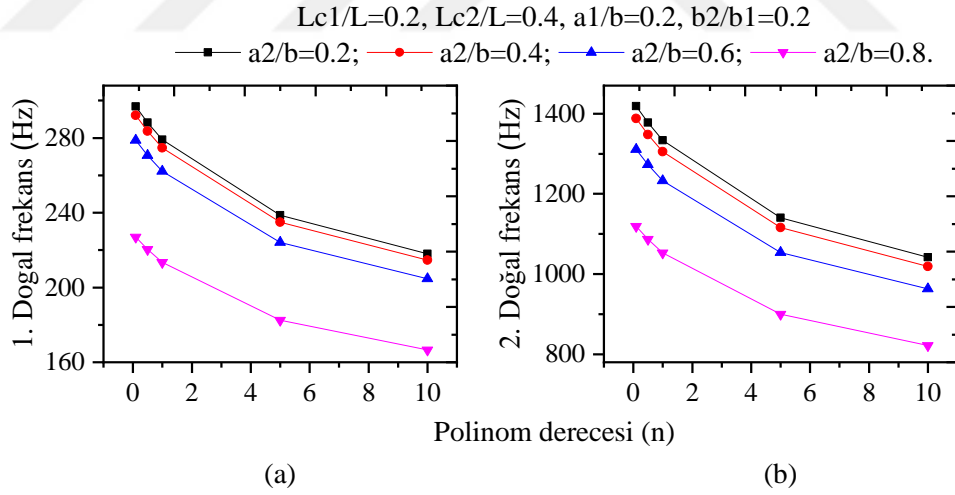 Lc1/L=0.2, Lc2/L=0.4, a1/b=0.2, b2/b1=0.2
a2/b=0.2; a2/b=0.4; a2/b=0.6; a2/b=0.8.
1. Dogal frekans (Hz)
280
240
200
160
0 2 4 6 8 10
2. Doğal frekans (Hz)
1400
1200
1000
800
0 2 4 6 8 10
Polinom derecesi (n)
(a) (b)